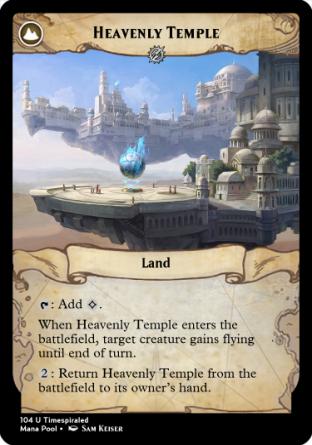 Heavenly Temple
Land
: Add .
When Heavenly Temple enters the
battlefield, target creature gains flying
until end of turn.
2 : Return Heavenly Temple from the
battlefield to its owner's hand.
104 U Timespiraled
Mana Pool • Sam Keiser